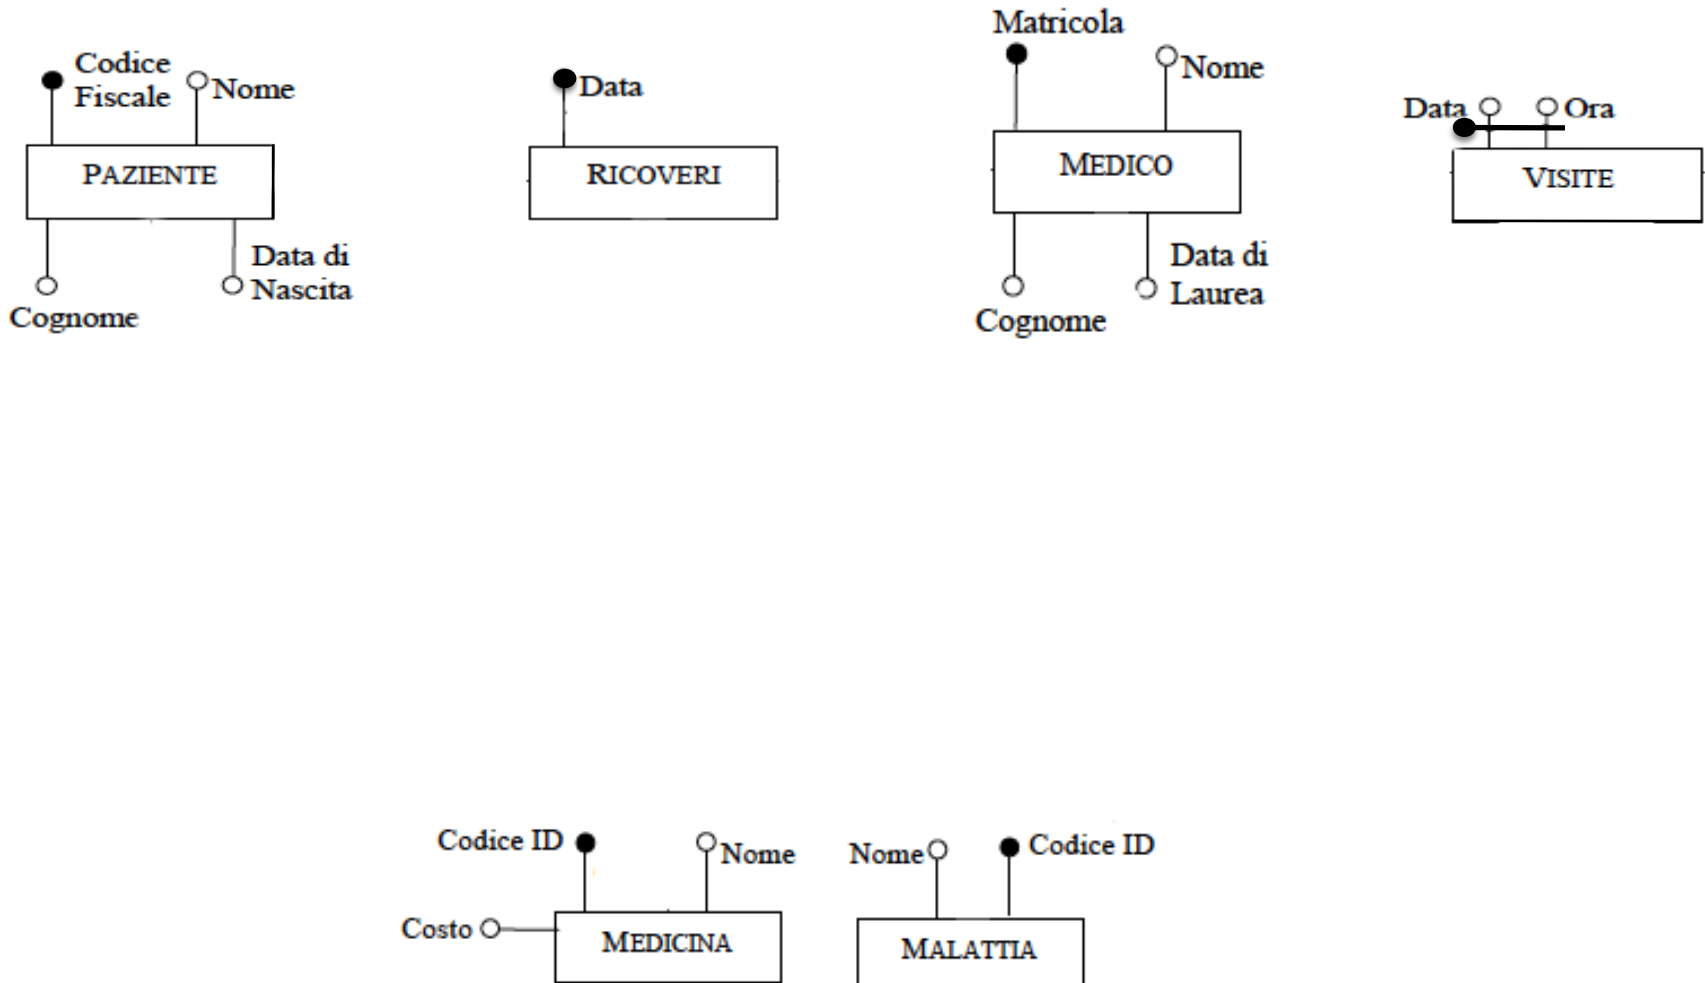 Codice
Fiscale
Nome
PAZIENTE
Cognome
Data di
Nascita
Data
RICOVERI
Matricola
Nome
MEDICO
Cognome
Data di
Laurea
Data
Ora
VISITE
Codice ID
Nome
Costo
MEDICINA
Nome
Codice ID
MALATTIA